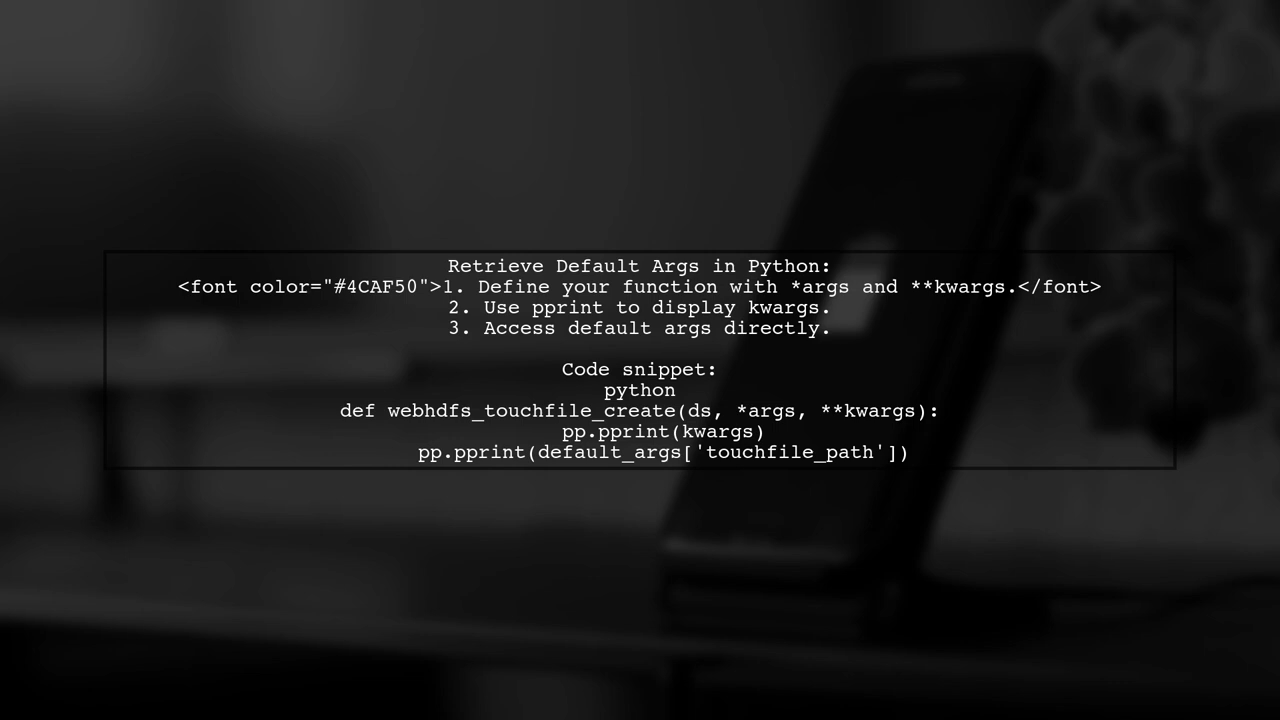 Retrieve Default Args in Python:
<font color="#4CAF50">1. Define your function with *args and **kwargs.</font>
2. Use pprint to display kwargs.
3. Access default args directly.
Code snippet:
python
def webhdfs_touchfile_create(ds, *args, **kwargs):
pp.pprint(kwargs)
pp.pprint(default_args['touchfile_path'])